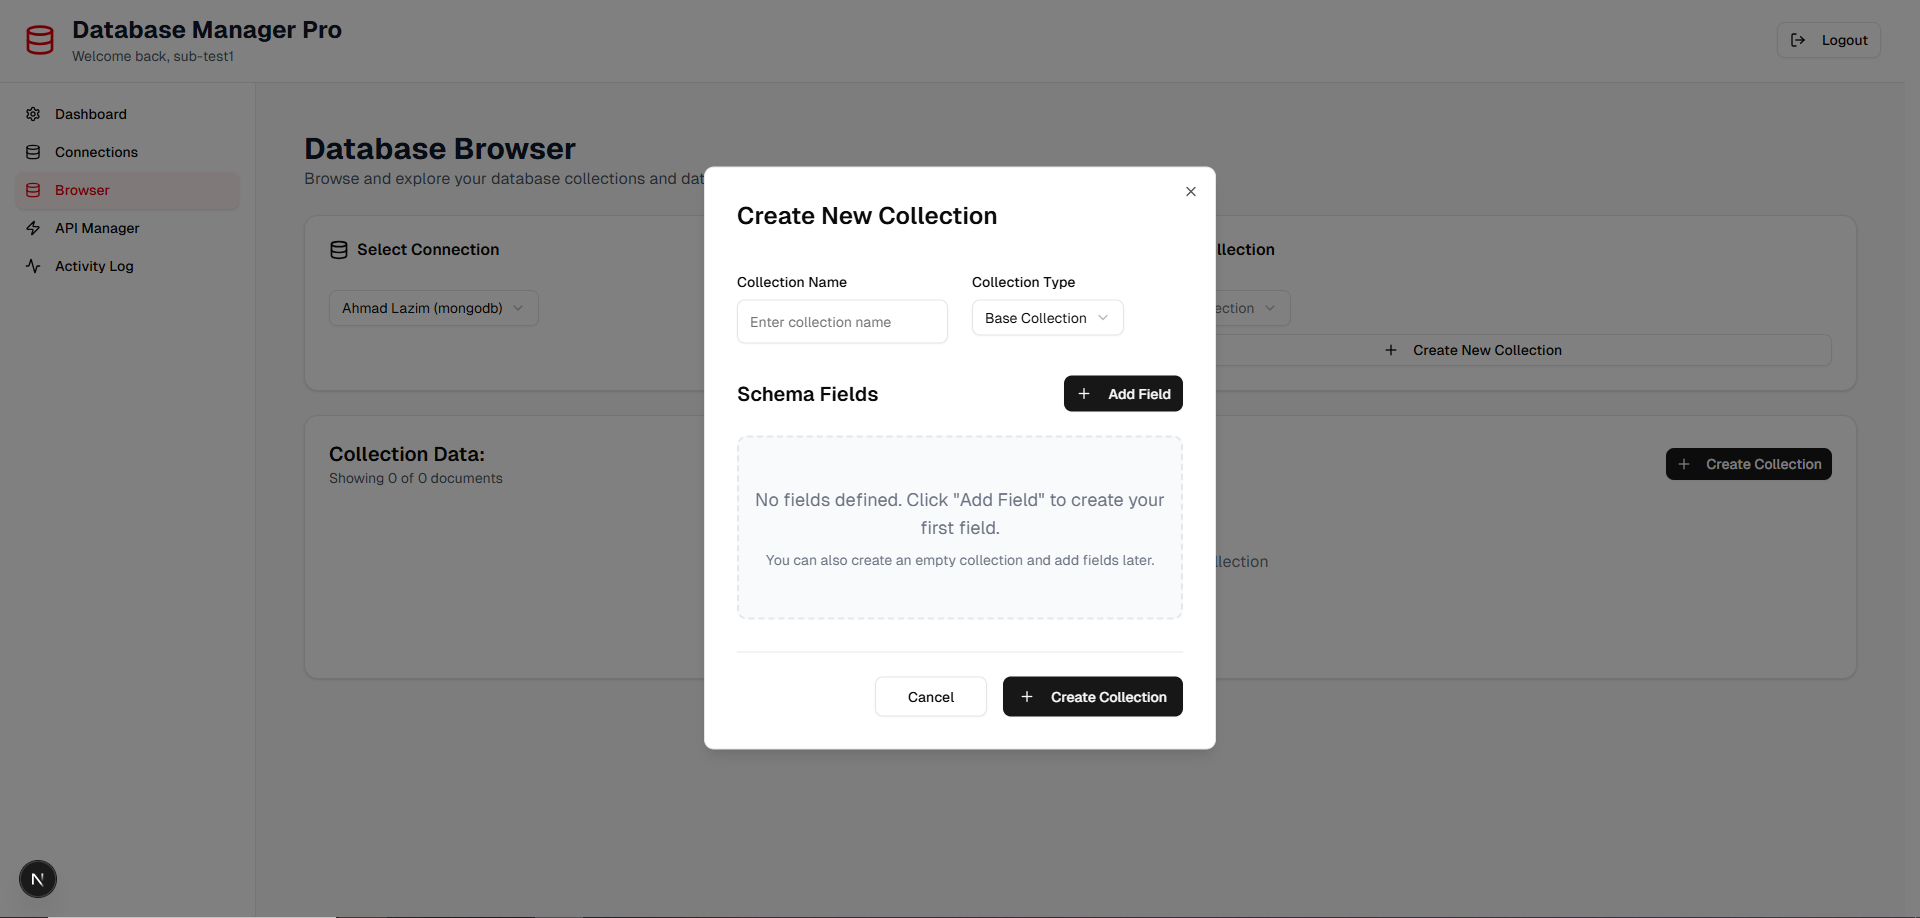 Database Manager Pro
Welcome back, sub-test1
Logout
Dashboard
Connections
Browser
API Manager
Activity Log
Database Browser
Browse and explore your database collections and dat
Select Connection
Ahmad Lazim (mongodb)
llection
ection
Create New Collection
Collection Data:
Showing 0 of 0 documents
Create Collection
llection
Create New Collection
Collection Name
Collection Type
Enter collection name
Base Collection
Schema Fields
Add Field
No fields defined. Click "Add Field" to create your
first field.
You can also create an empty collection and add fields later.
Cancel
Create Collection
N